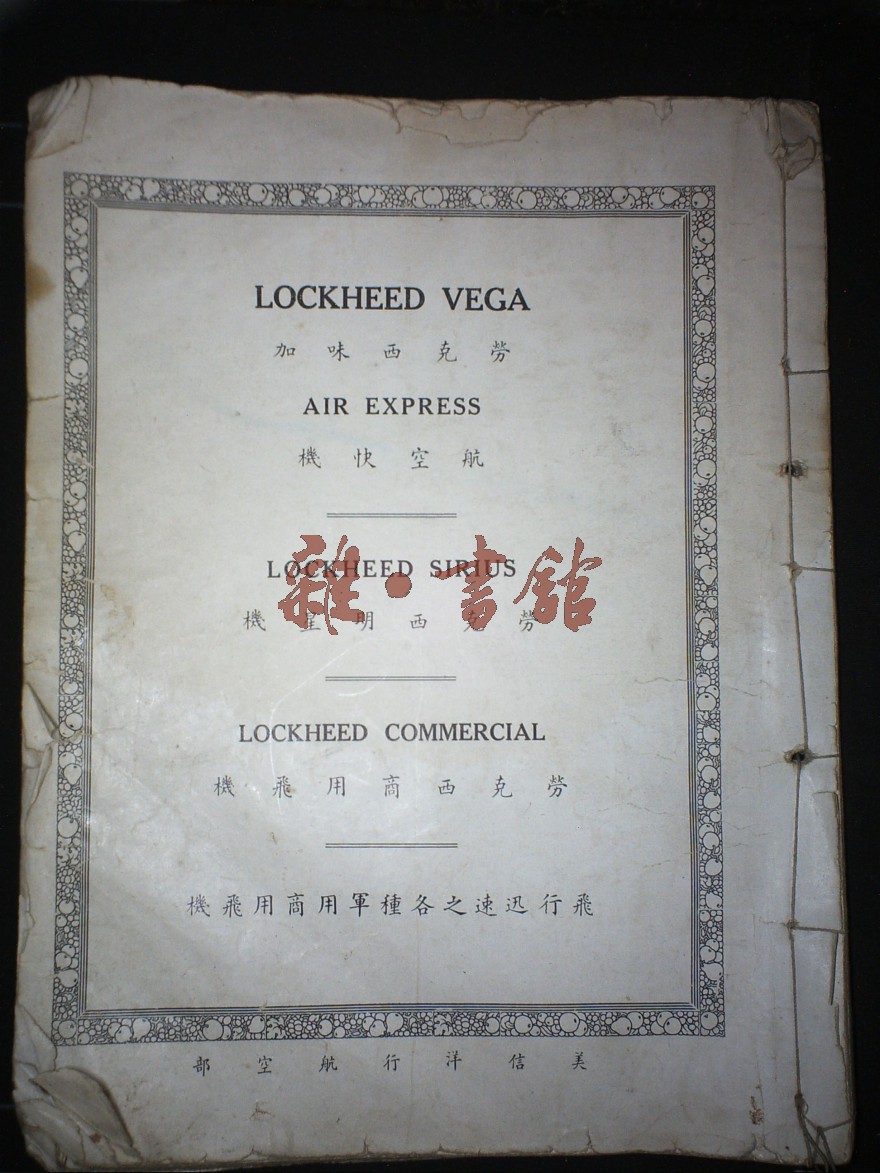 LOCKHEED VEGA
勞克西味加
AIR EXPRESS
航空快機
LOCKHEED SIRIUS
雜·書館
勞克西明星機
LOCKHEED COMMERCIAL
勞克西商用飛機
飛行迅速之各種軍用商用飛機
美信洋行航空部